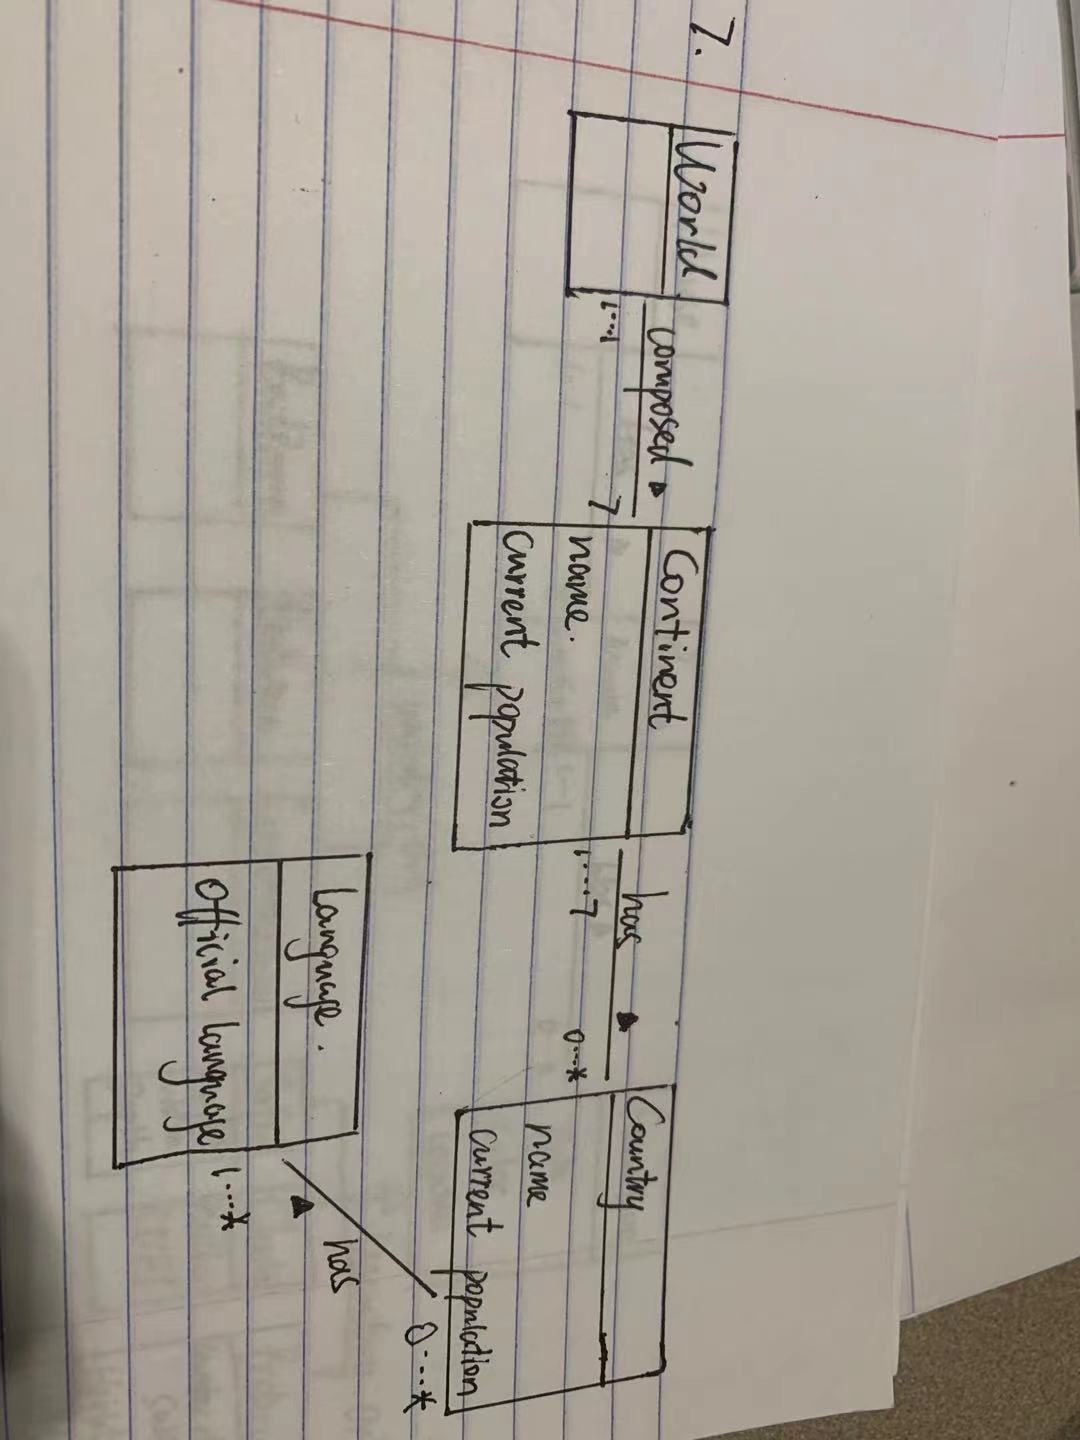 7.
World
composed
1...1
7
Continent
name.
Current population
has
1....7
0...*
Country
name
current population
0...*
has
1...*
Language.
Official language